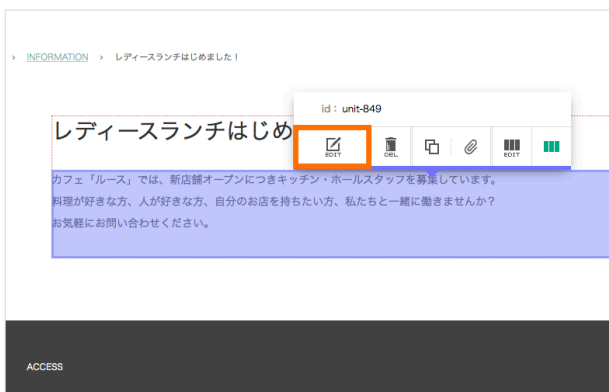 › INFORMATION › レディースランチはじめました!
id : unit-849
レディースランチはじめ
EDIT DEL EDIT
カフェ「ルース」では、新店舗オープンにつきキッチン・ホールスタッフを募集しています。
料理が好きな方、人が好きな方、自分のお店を持ちたい方、私たちと一緒に働きませんか?
お気軽にお問い合わせください。
ACCESS